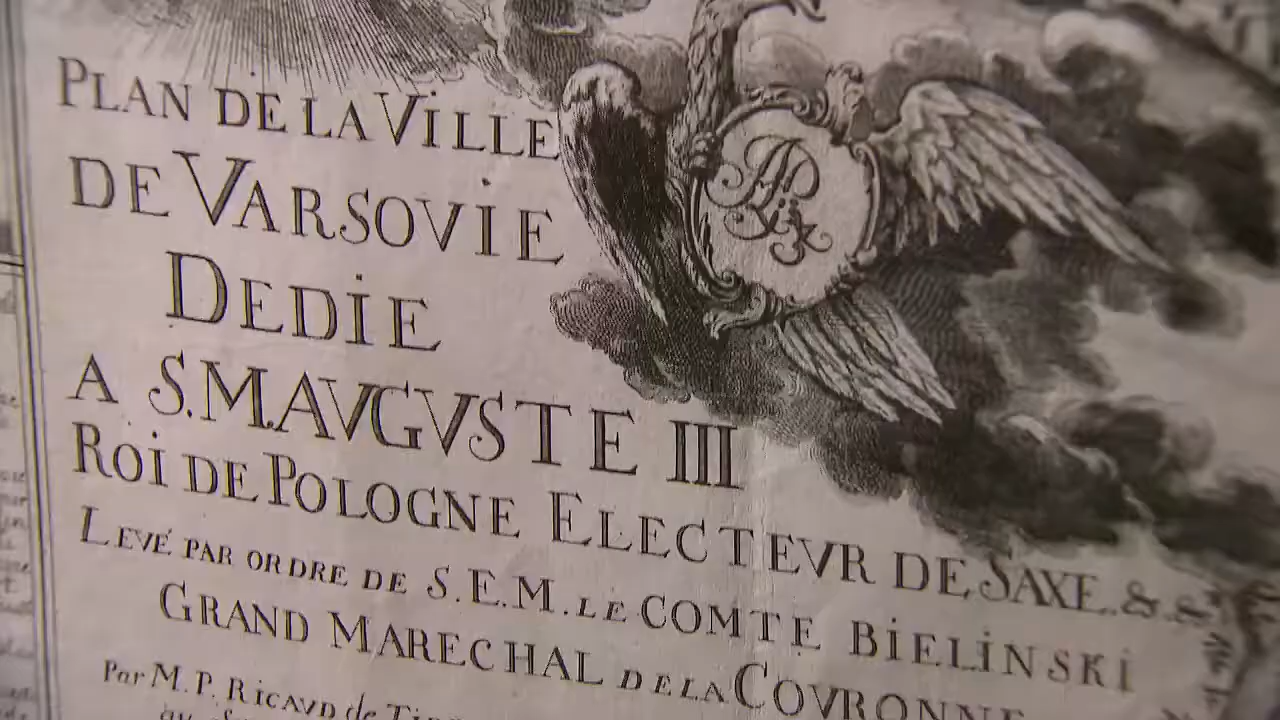 PLAN DE LA VILLE
DE VARSOVIE
DEDIE
A S.M.AVGVSTE III
ROI DE POLOGNE ELECTEVR DE SAXE.&.&
LEVÉ PAR ORDRE DE S.E.M. LE COMTE BIELINSKI
GRAND MARECHAL DE LA COVRONNE
Par M. P. RICAVD de